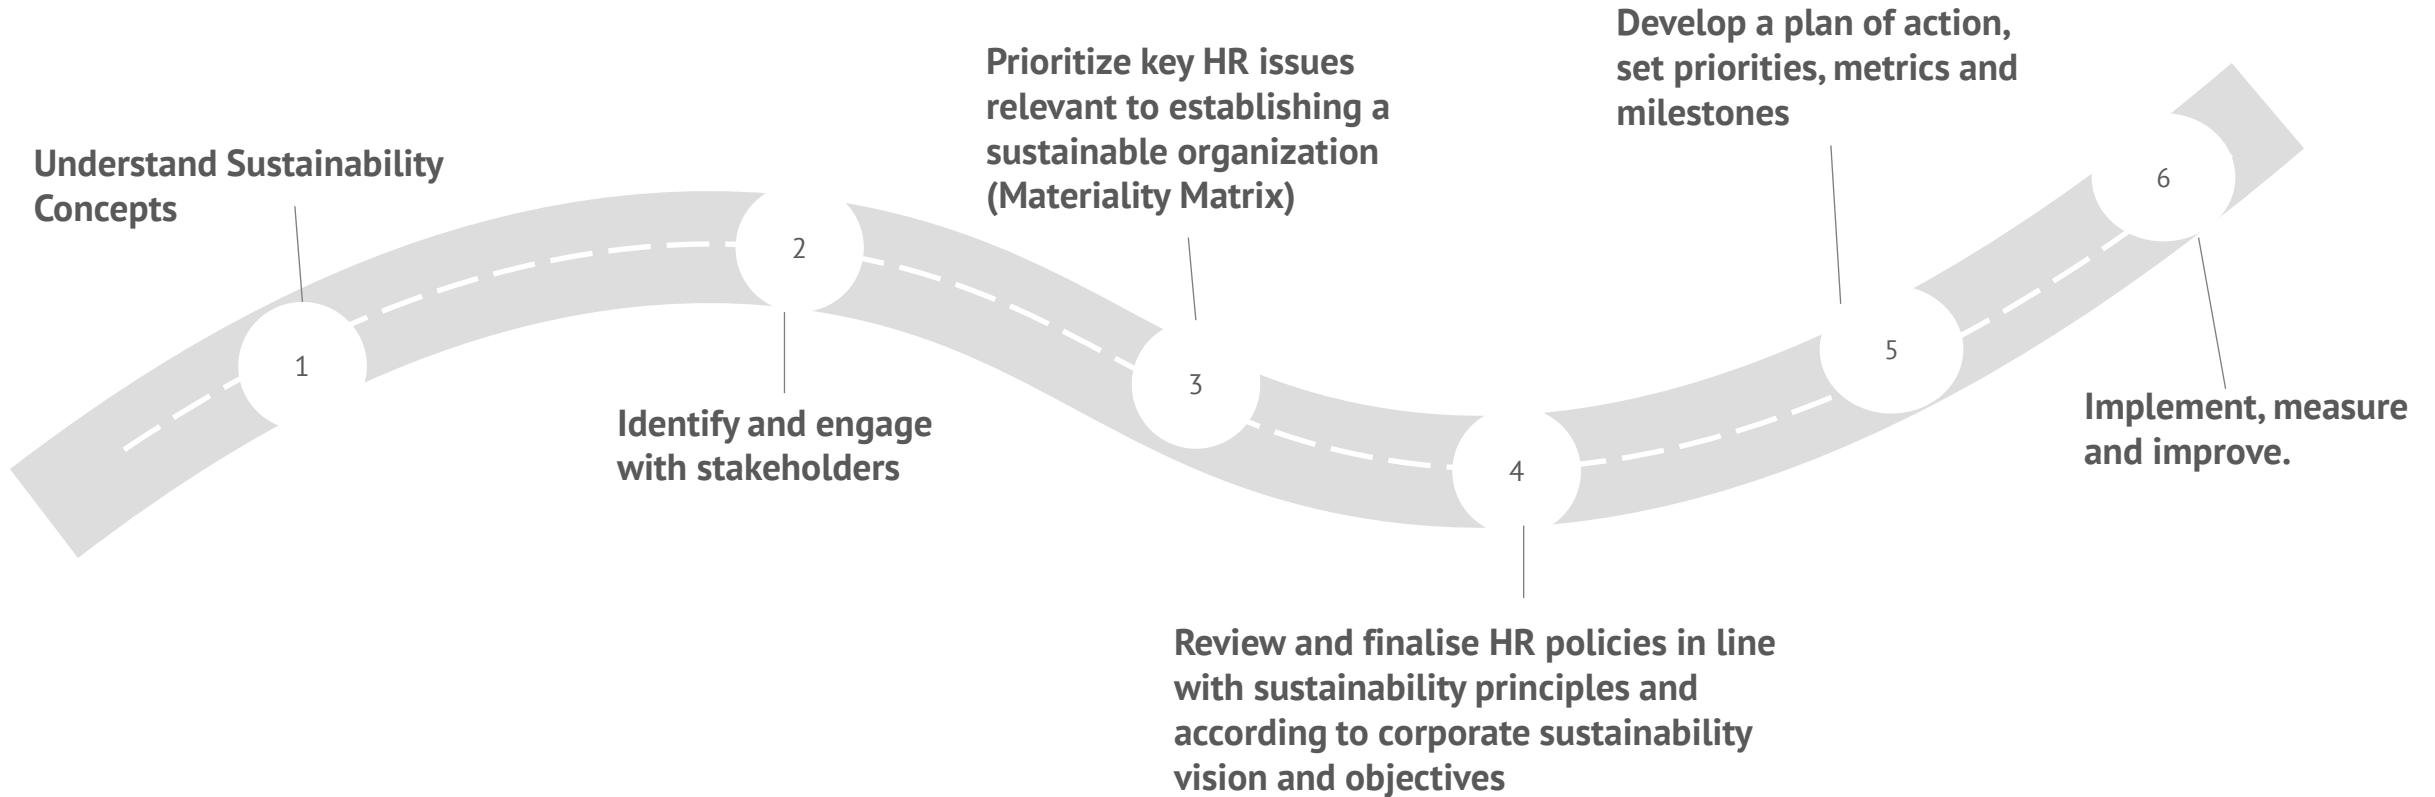 Understand Sustainability
Concepts
1
2
Identify and engage
with stakeholders
Prioritize key HR issues
relevant to establishing a
sustainable organization
(Materiality Matrix)
3
4
Review and finalise HR policies in line
with sustainability principles and
according to corporate sustainability
vision and objectives
Develop a plan of action,
set priorities, metrics and
milestones
5
6
Implement, measure
and improve.